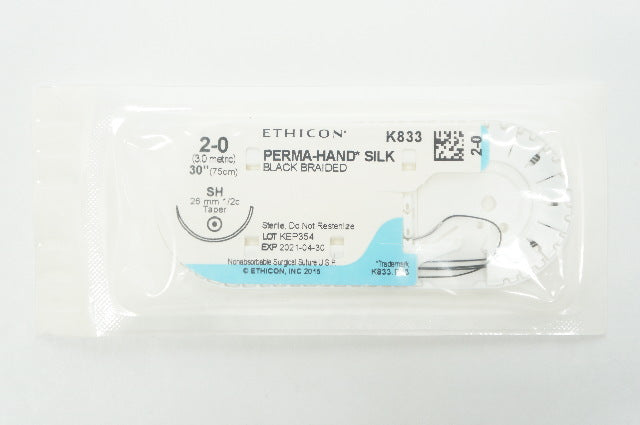 ETHICON*
K833
2-0
(3.0 metric)
30" (75cm)
PERMA-HAND* SILK
BLACK BRAIDED
2-0
SH
26 mm 1/2c
Taper
Sterile. Do Not Resterilize
LOT KEP354
EXP 2021-04-30
Nonabsorbable Surgical Suture U.S.P.
© ETHICON, INC 2015
*Trademark
K833.